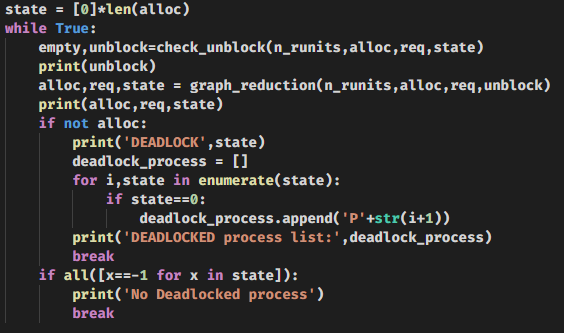 state = [0]*len(alloc)
while True:
    empty,unblock=check_unblock(n_runits,alloc,req,state)
    print(unblock)
    alloc,req,state = graph_reduction(n_runits,alloc,req,unblock)
    print(alloc,req,state)
    if not alloc:
        print('DEADLOCK',state)
        deadlock_process = []
        for i,state in enumerate(state):
            if state==0:
                deadlock_process.append('P'+str(i+1))
        print('DEADLOCKED process list:',deadlock_process)
        break
    if all([x==-1 for x in state]):
        print('No Deadlocked process')
        break